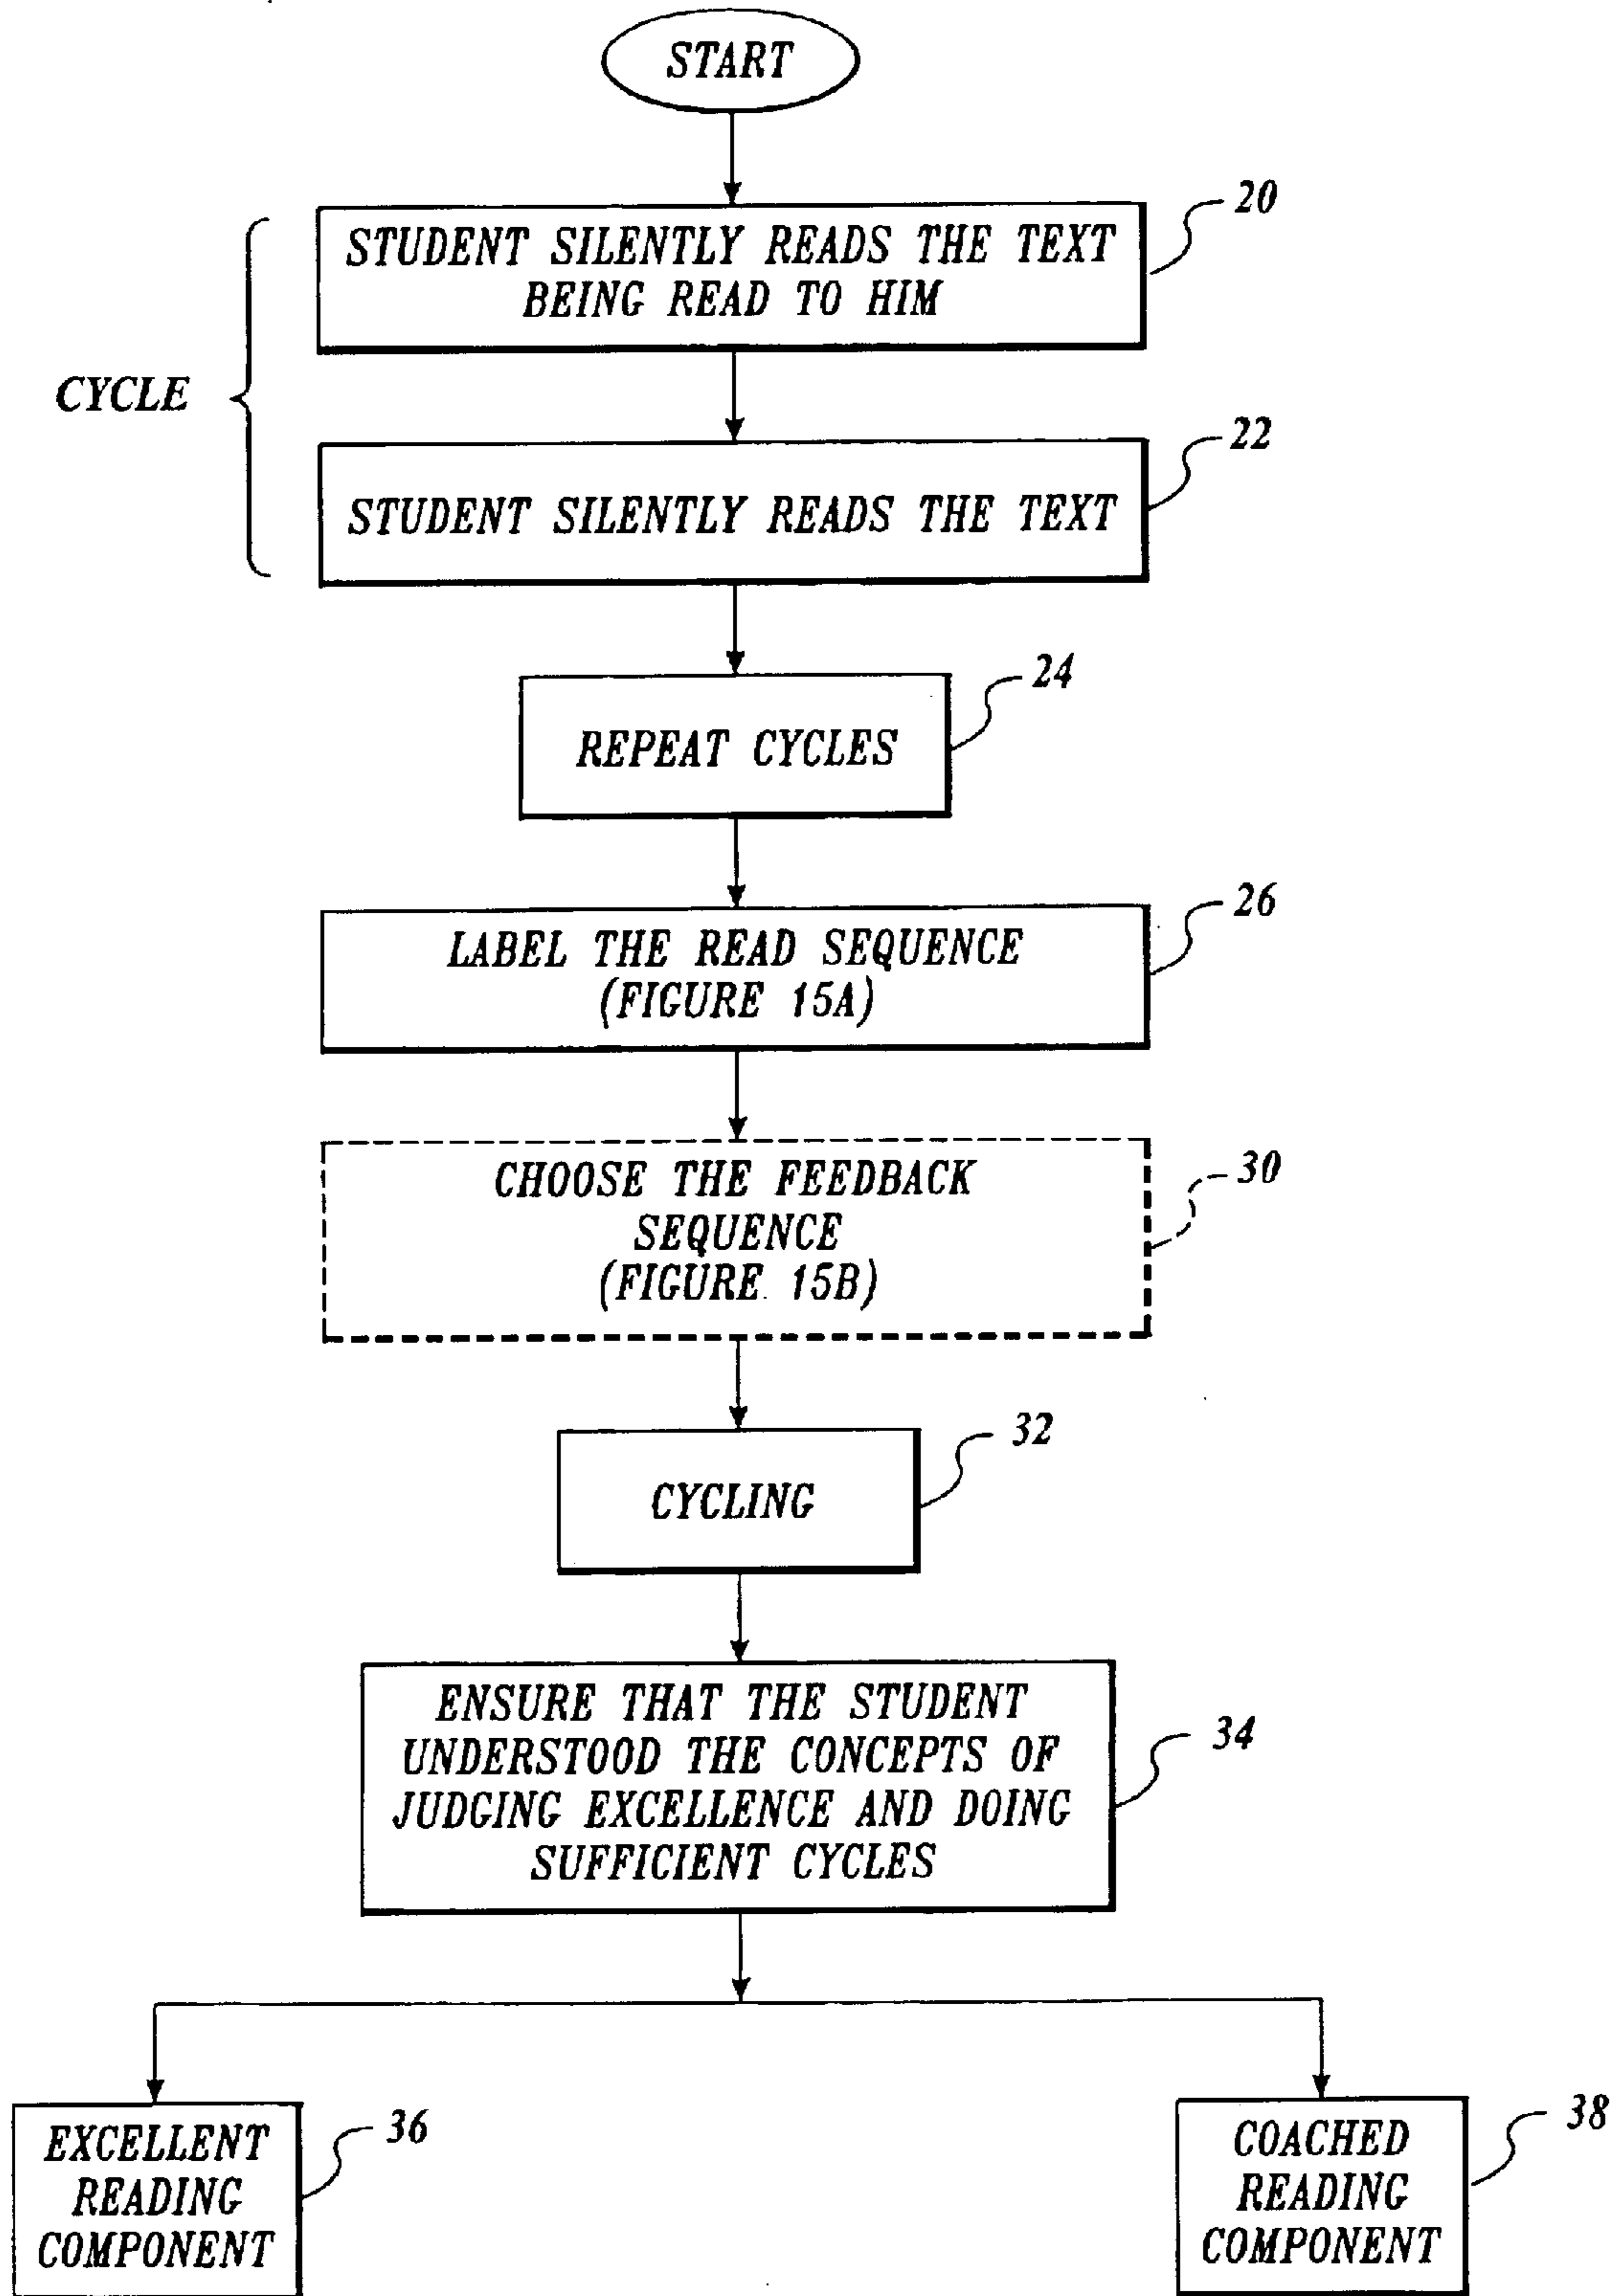 START
20
STUDENT SILENTLY READS THE TEXT
BEING READ TO HIM
CYCLE
22
STUDENT SILENTLY READS THE TEXT
24
REPEAT CYCLES
26
LABEL THE READ SEQUENCE
(FIGURE 15A)
30
CHOOSE THE FEEDBACK
SEQUENCE
(FIGURE 15B)
32
CYCLING
34
ENSURE THAT THE STUDENT
UNDERSTOOD THE CONCEPTS OF
JUDGING EXCELLENCE AND DOING
SUFFICIENT CYCLES
36
EXCELLENT
READING
COMPONENT
38
COACHED
READING
COMPONENT